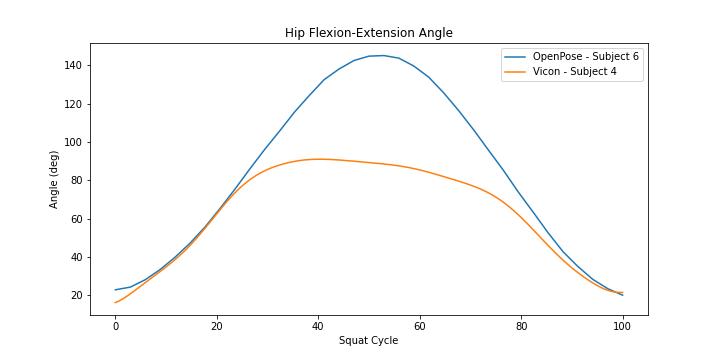 Hip Flexion-Extension Angle
OpenPose - Subject 6
Vicon - Subject 4
Angle (deg)
140
120
100
80
60
40
20
0 20 40 60 80 100
Squat Cycle